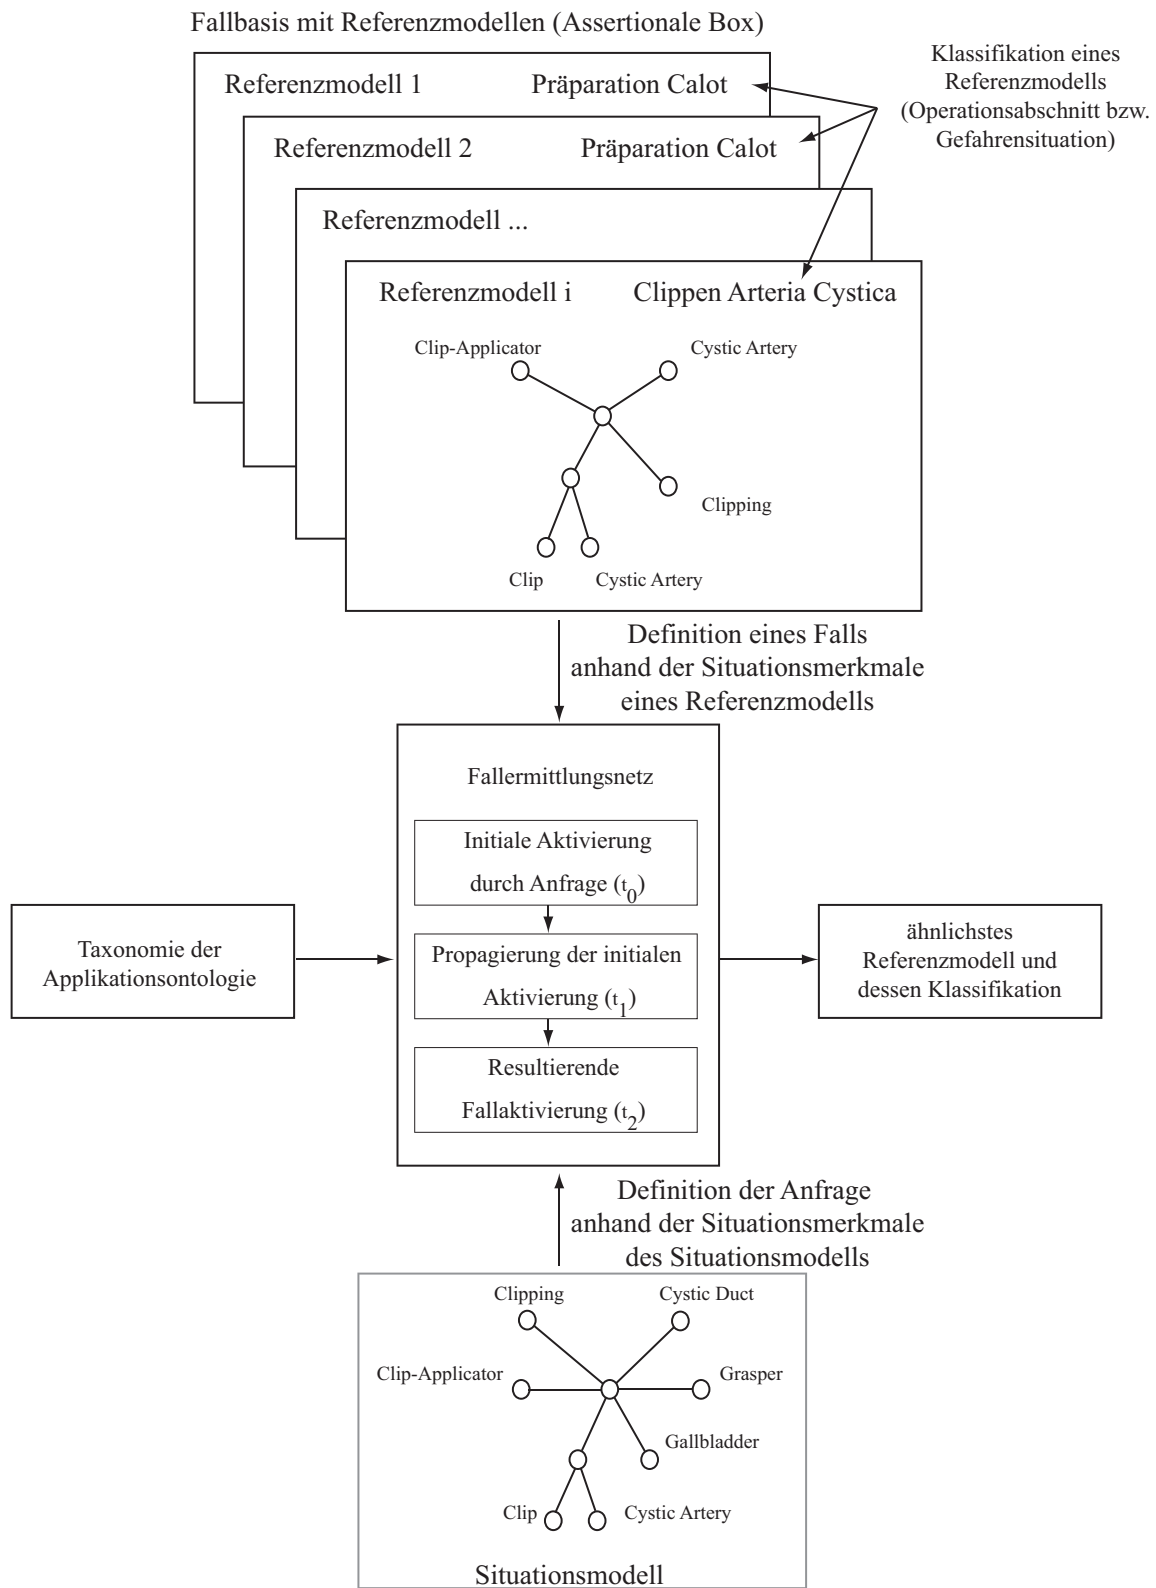 Fallbasis mit Referenzmodellen (Assertionale Box)
Klassifikation eines
Referenzmodells
(Operationsabschnitt bzw.
Gefahrensituation)
Referenzmodell 1 Präparation Calot
Referenzmodell 2 Präparation Calot
Referenzmodell ...
Referenzmodell i Clippen Arteria Cystica
Clip-Applicator Cystic Artery
Clipping
Clip Cystic Artery
Definition eines Falls
anhand der Situationsmerkmale
eines Referenzmodells
Fallermittlungsnetz
Initiale Aktivierung
durch Anfrage (t0)
Propagierung der initialen
Aktivierung (t1)
Resultierende
Fallaktivierung (t2)
Taxonomie der
Applikationsontologie
ähnlichstes
Referenzmodell und
dessen Klassifikation
Definition der Anfrage
anhand der Situationsmerkmale
des Situationsmodells
Clipping Cystic Duct
Clip-Applicator Grasper
Gallbladder
Clip Cystic Artery
Situationsmodell